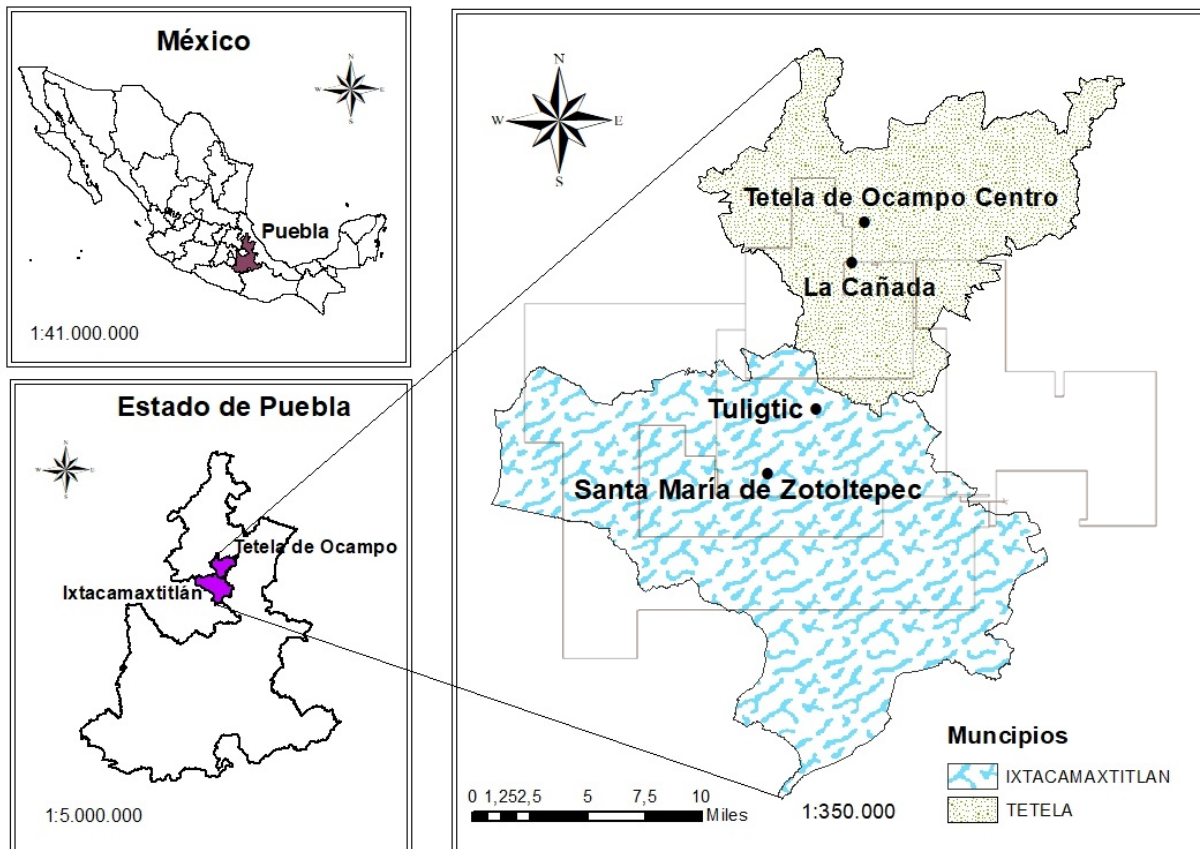 México
N
W E
S
Puebla
1:41.000.000
Estado de Puebla
N
W E
S
Tetela de Ocampo
Ixtacamaxtitlán
1:5.000.000
N
W E
S
Tetela de Ocampo Centro
La Cañada
Tuligtic
Santa María de Zotoltepec
Muncipios
IXTACAMAXTITLAN
TETELA
0 1,252,5 5 7,5 10
Miles
1:350.000